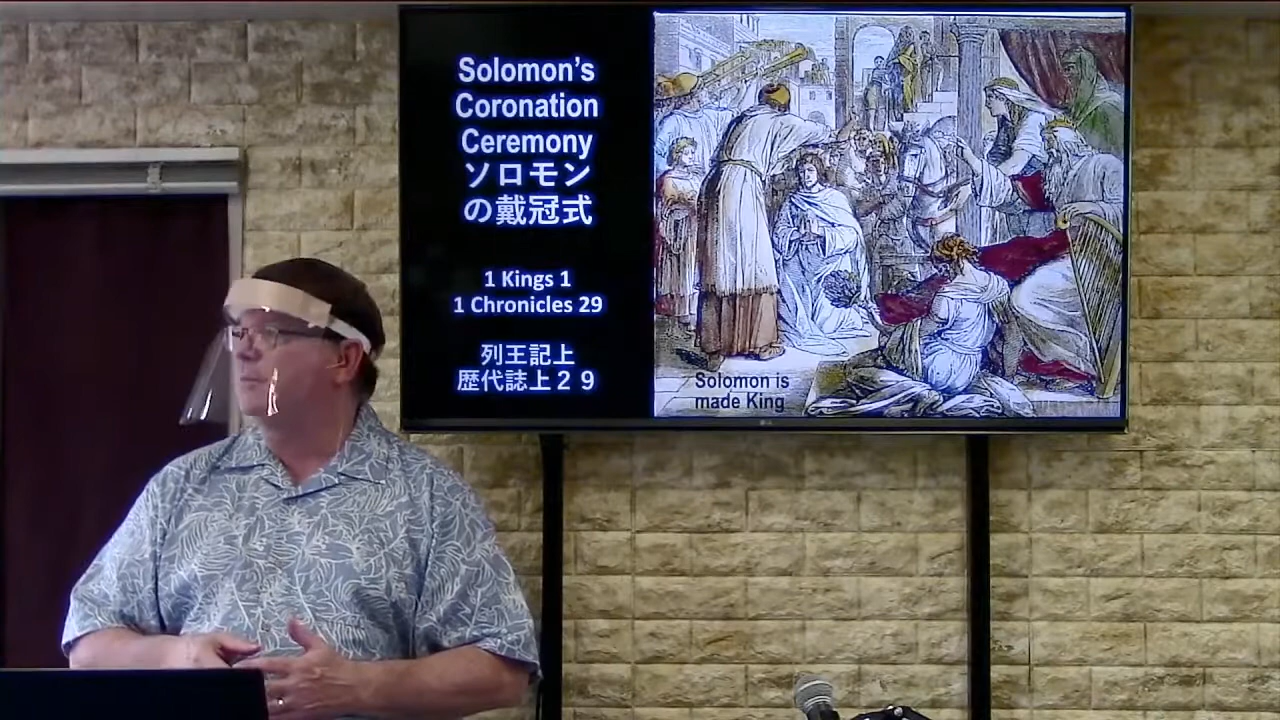 Solomon's
Coronation
Ceremony
ソロモン
の戴冠式
1 Kings 1
1 Chronicles 29
列王記上
歴代誌上２９
Solomon is
made King
LG